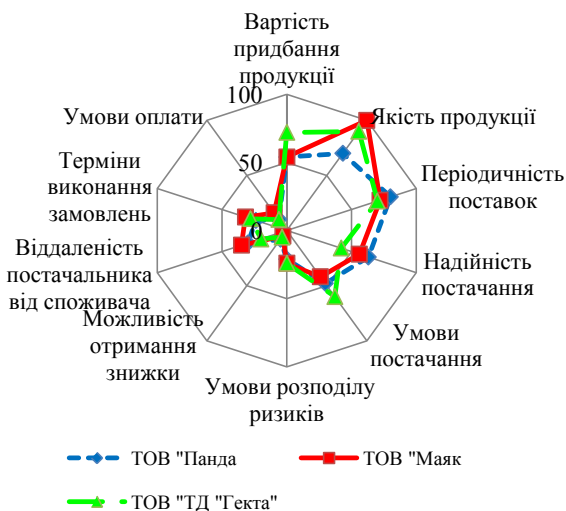 Вартість
придбання
продукції
100
Умови оплати
Якість продукції
Терміни
виконання
замовлень
50
Періодичність
поставок
0
Віддаленість
постачальника
від споживача
Надійність
постачання
Можливість
отримання
знижки
Умови
постачання
Умови розподілу
ризиків
ТОВ "Панда
ТОВ "Маяк
ТОВ "ТД "Гекта"